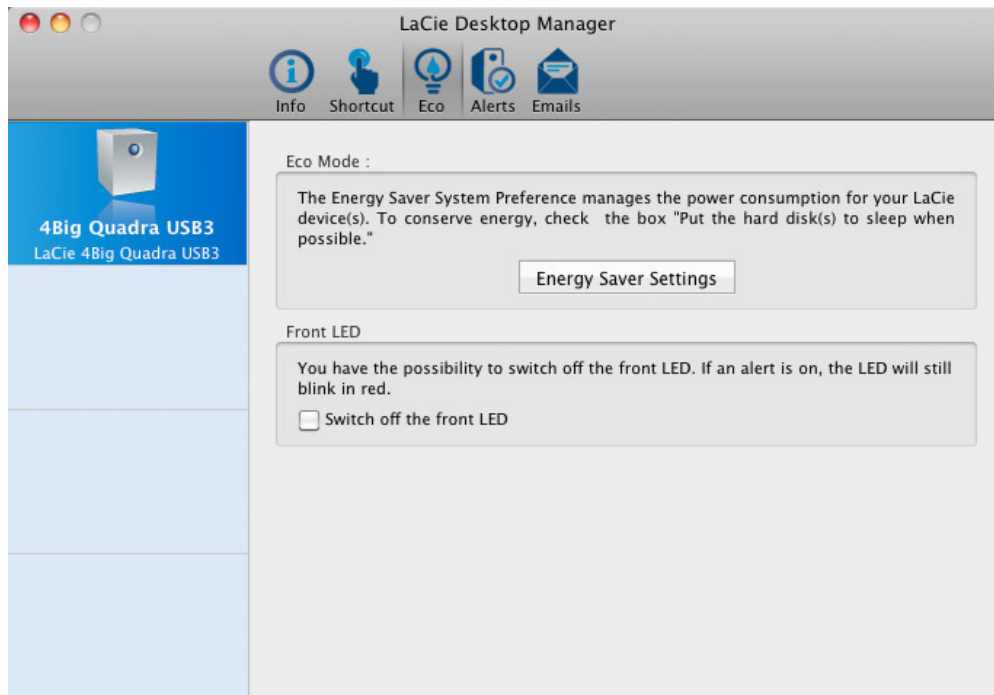 LaCie Desktop Manager
Info Shortcut Eco Alerts Emails
4Big Quadra USB3
LaCie 4Big Quadra USB3
Eco Mode :
The Energy Saver System Preference manages the power consumption for your LaCie
device(s). To conserve energy, check the box "Put the hard disk(s) to sleep when
possible."
Energy Saver Settings
Front LED
You have the possibility to switch off the front LED. If an alert is on, the LED will still
blink in red.
Switch off the front LED